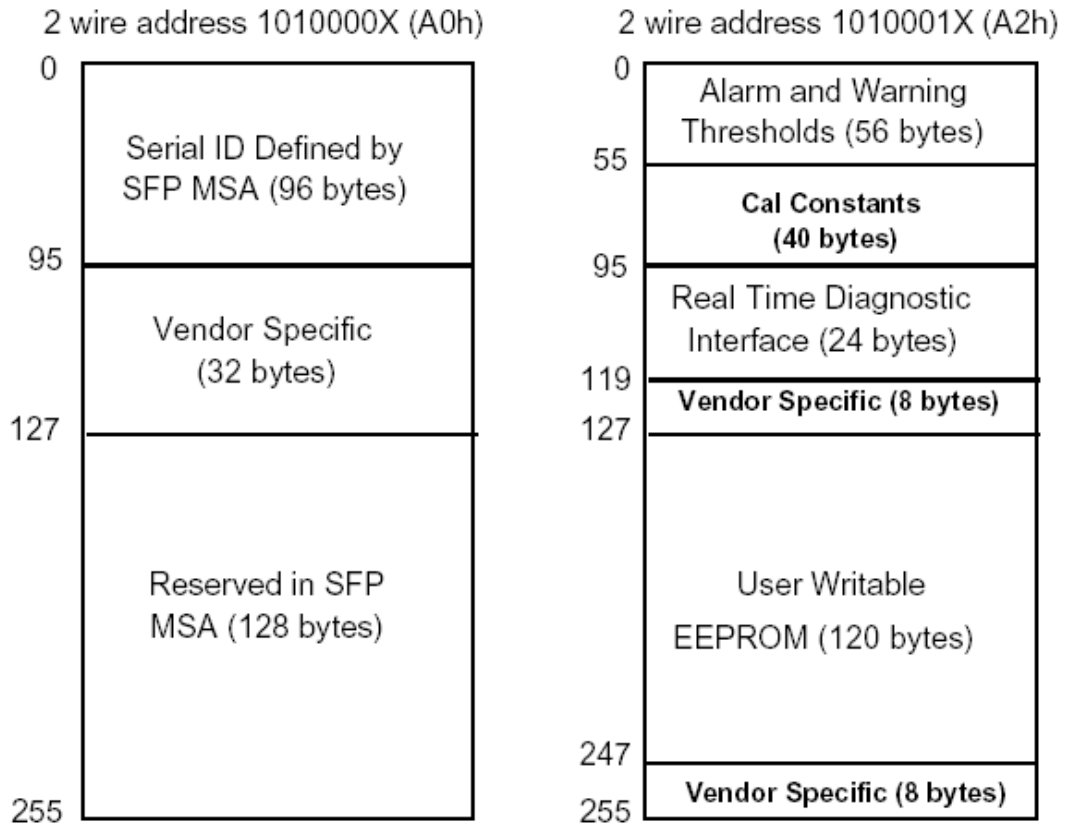 2 wire address 1010000X (A0h)
0
Serial ID Defined by
SFP MSA (96 bytes)
95
Vendor Specific
(32 bytes)
127
Reserved in SFP
MSA (128 bytes)
255
2 wire address 1010001X (A2h)
0
Alarm and Warning
Thresholds (56 bytes)
55
Cal Constants
(40 bytes)
95
Real Time Diagnostic
Interface (24 bytes)
119
Vendor Specific (8 bytes)
127
User Writable
EEPROM (120 bytes)
247
Vendor Specific (8 bytes)
255